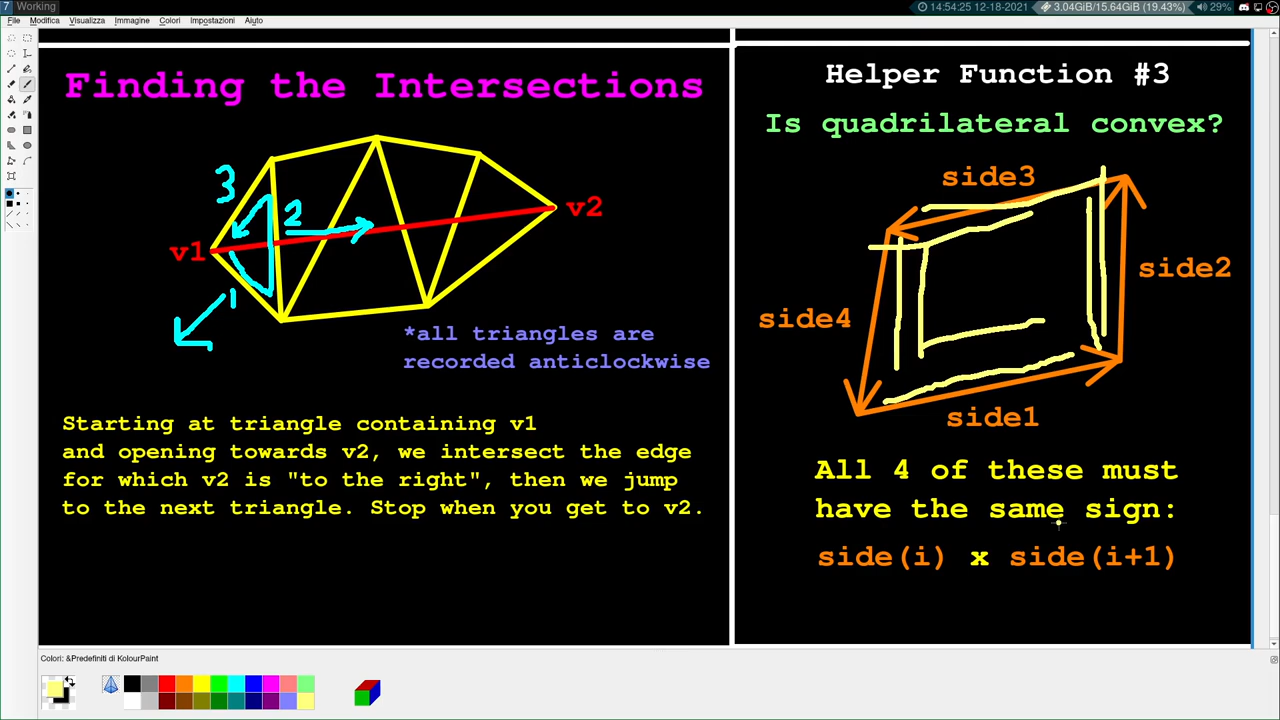 7 Working
14:54:25 12-18-2021
3.04GiB/15.64GiB (19.43%)
29%
File Modifica Visualizza Immagine Colori Impostazioni Aiuto
Finding the Intersections
3
2
v1
v2
1
*all triangles are
recorded anticlockwise
Starting at triangle containing v1
and opening towards v2, we intersect the edge
for which v2 is "to the right", then we jump
to the next triangle. Stop when you get to v2.
Helper Function #3
Is quadrilateral convex?
side3
side2
side4
side1
All 4 of these must
have the same sign:
side(i) x side(i+1)
Colori: &Predefiniti di KolourPaint